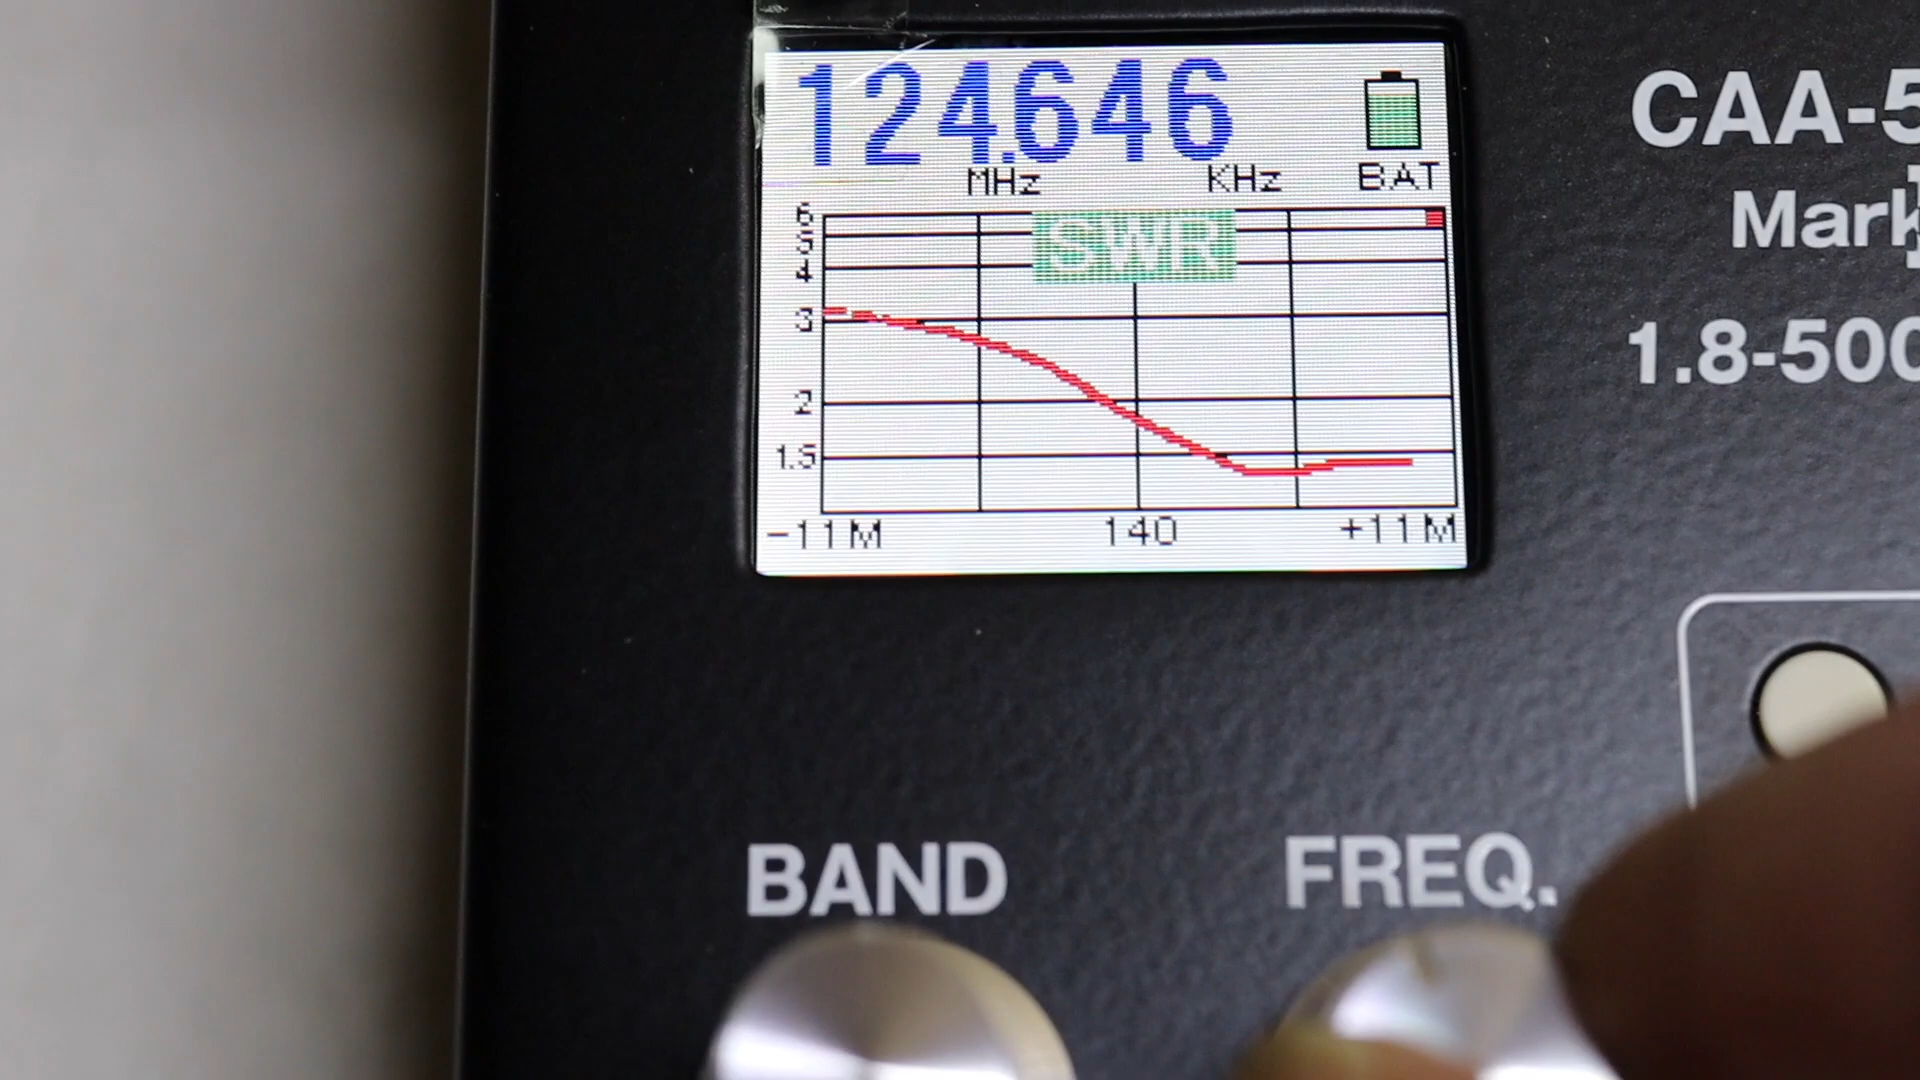 124.646
MHz KHz BAT
6
5
4
3
2
1.5
SWR
-11M 140 +11M
CAA-5
Mark
1.8-500
BAND
FREQ.